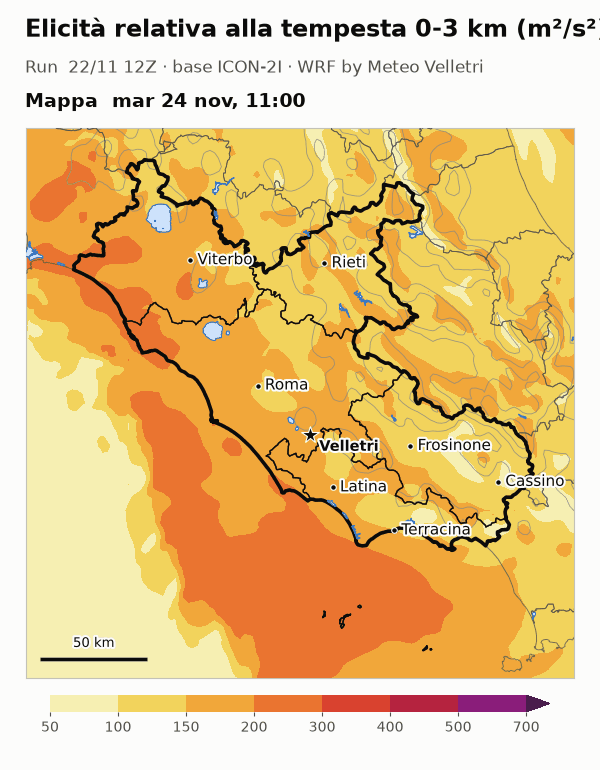 Elicità relativa alla tempesta 0-3 km (m²/s²)
Run  22/11 12Z · base ICON-2I · WRF by Meteo Velletri
Mappa  mar 24 nov, 11:00
Viterbo
Rieti
Roma
Velletri
Frosinone
Latina
Cassino
Terracina
50 km
50 100 150 200 300 400 500 700